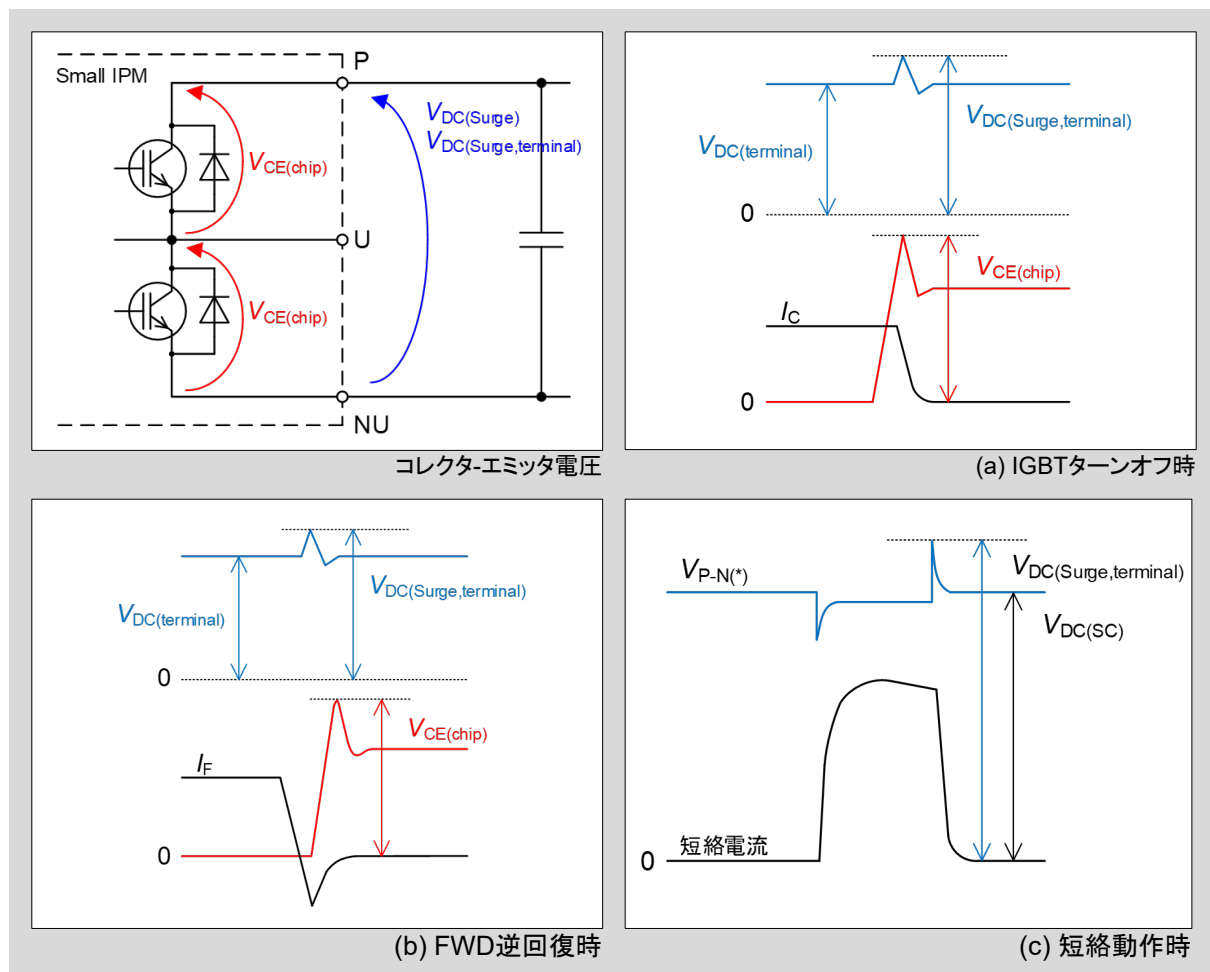 Small IPM
P
VDC(Surge)
VDC(Surge,terminal)
VCE(chip)
U
VCE(chip)
NU
コレクタ-エミッタ電圧
VDC(terminal)
VDC(Surge,terminal)
0
VCE(chip)
IC
0
(a) IGBTターンオフ時
VDC(terminal)
VDC(Surge,terminal)
0
VCE(chip)
IF
0
(b) FWD逆回復時
VP-N(*)
VDC(Surge,terminal)
VDC(SC)
短絡電流
0
(c) 短絡動作時